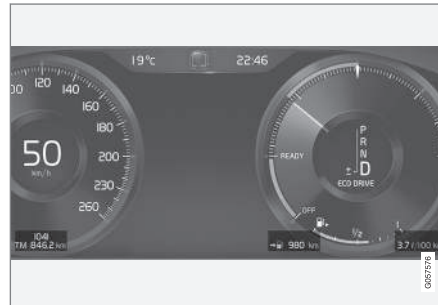 19°C 22:46
00
120
140
160
180
200
230
260
50
km/h
1041
TM 846.2 km
READY
OFF
P
R
N
± D
ECO DRIVE
1/2
1
980 km
3.7 /100 k
G057576